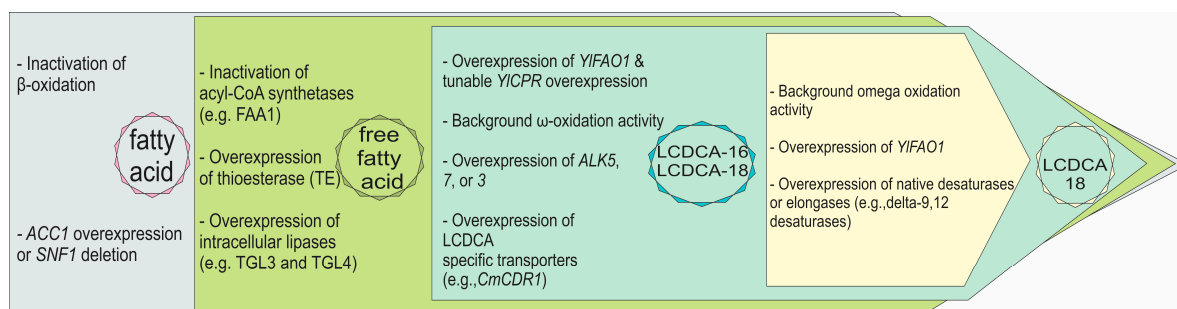 - Inactivation of
β-oxidation
fatty
acid
- ACC1 overexpression
or SNF1 deletion
- Inactivation of
acyl-CoA synthetases
(e.g. FAA1)
- Overexpression
of thioesterase (TE)
- Overexpression of
intracellular lipases
(e.g. TGL3 and TGL4)
free
fatty
acid
- Overexpression of YlFAO1 &
tunable YlCPR overexpression
- Background ω-oxidation activity
- Overexpression of ALK5,
7, or 3
- Overexpression of
LCDCA
specific transporters
(e.g.,CmCDR1)
LCDCA-16
LCDCA-18
- Background omega oxidation
activity
- Overexpression of YlFAO1
- Overexpression of native desaturases
or elongases (e.g.,delta-9,12
desaturases)
LCDCA
18